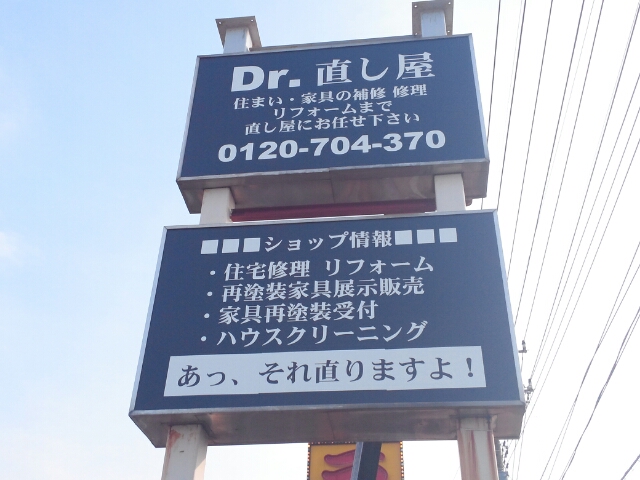 Dr. 直し屋
住まい・家具の補修 修理
リフォームまで
直し屋にお任せ下さい
0120-704-370
■■■ショップ情報■■■
・住宅修理 リフォーム
・再塗装家具展示販売
・家具再塗装受付
・ハウスクリーニング
あっ、それ直りますよ！